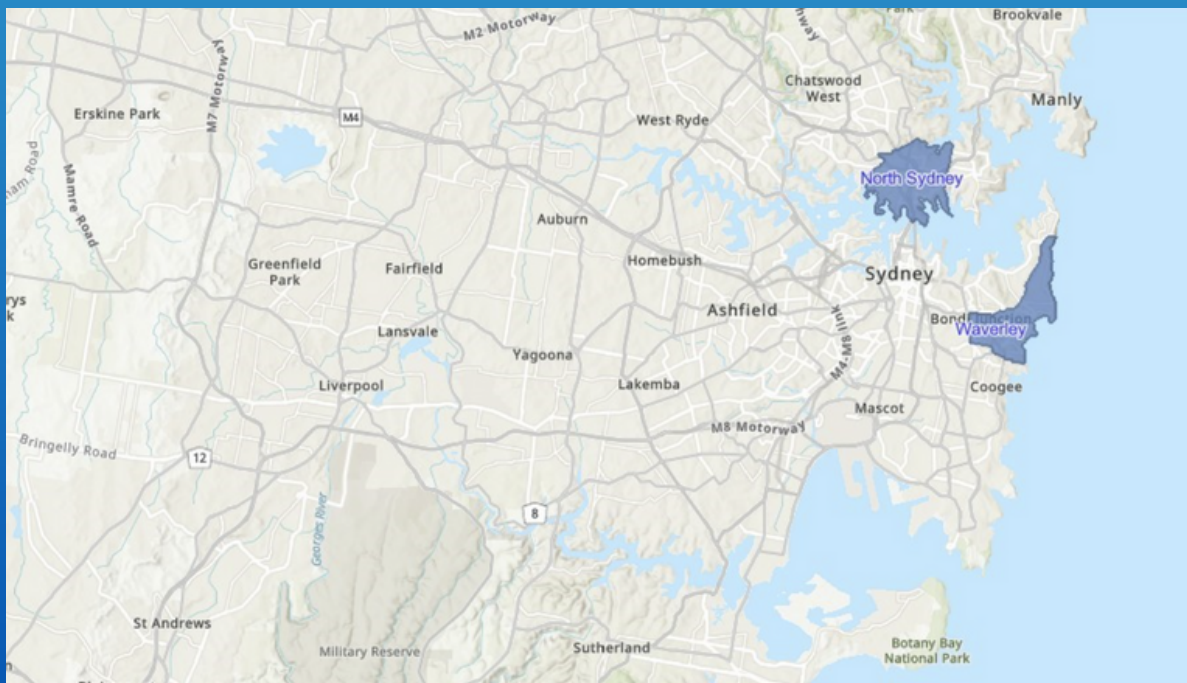 M2 Motorway
Brookvale
Chatswood
West
Erskine Park
M7 Motorway
M4
West Ryde
Manly
Mamre Road
North Sydney
Auburn
Greenfield
Park
Fairfield
Homebush
Sydney
Lansvale
Ashfield
M4-M8 link
Waverley
Yagoona
Liverpool
Lakemba
Coogee
Mascot
M8 Motorway
Bringelly Road
12
8
Georges River
St Andrews
Military Reserve
Sutherland
Botany Bay
National Park